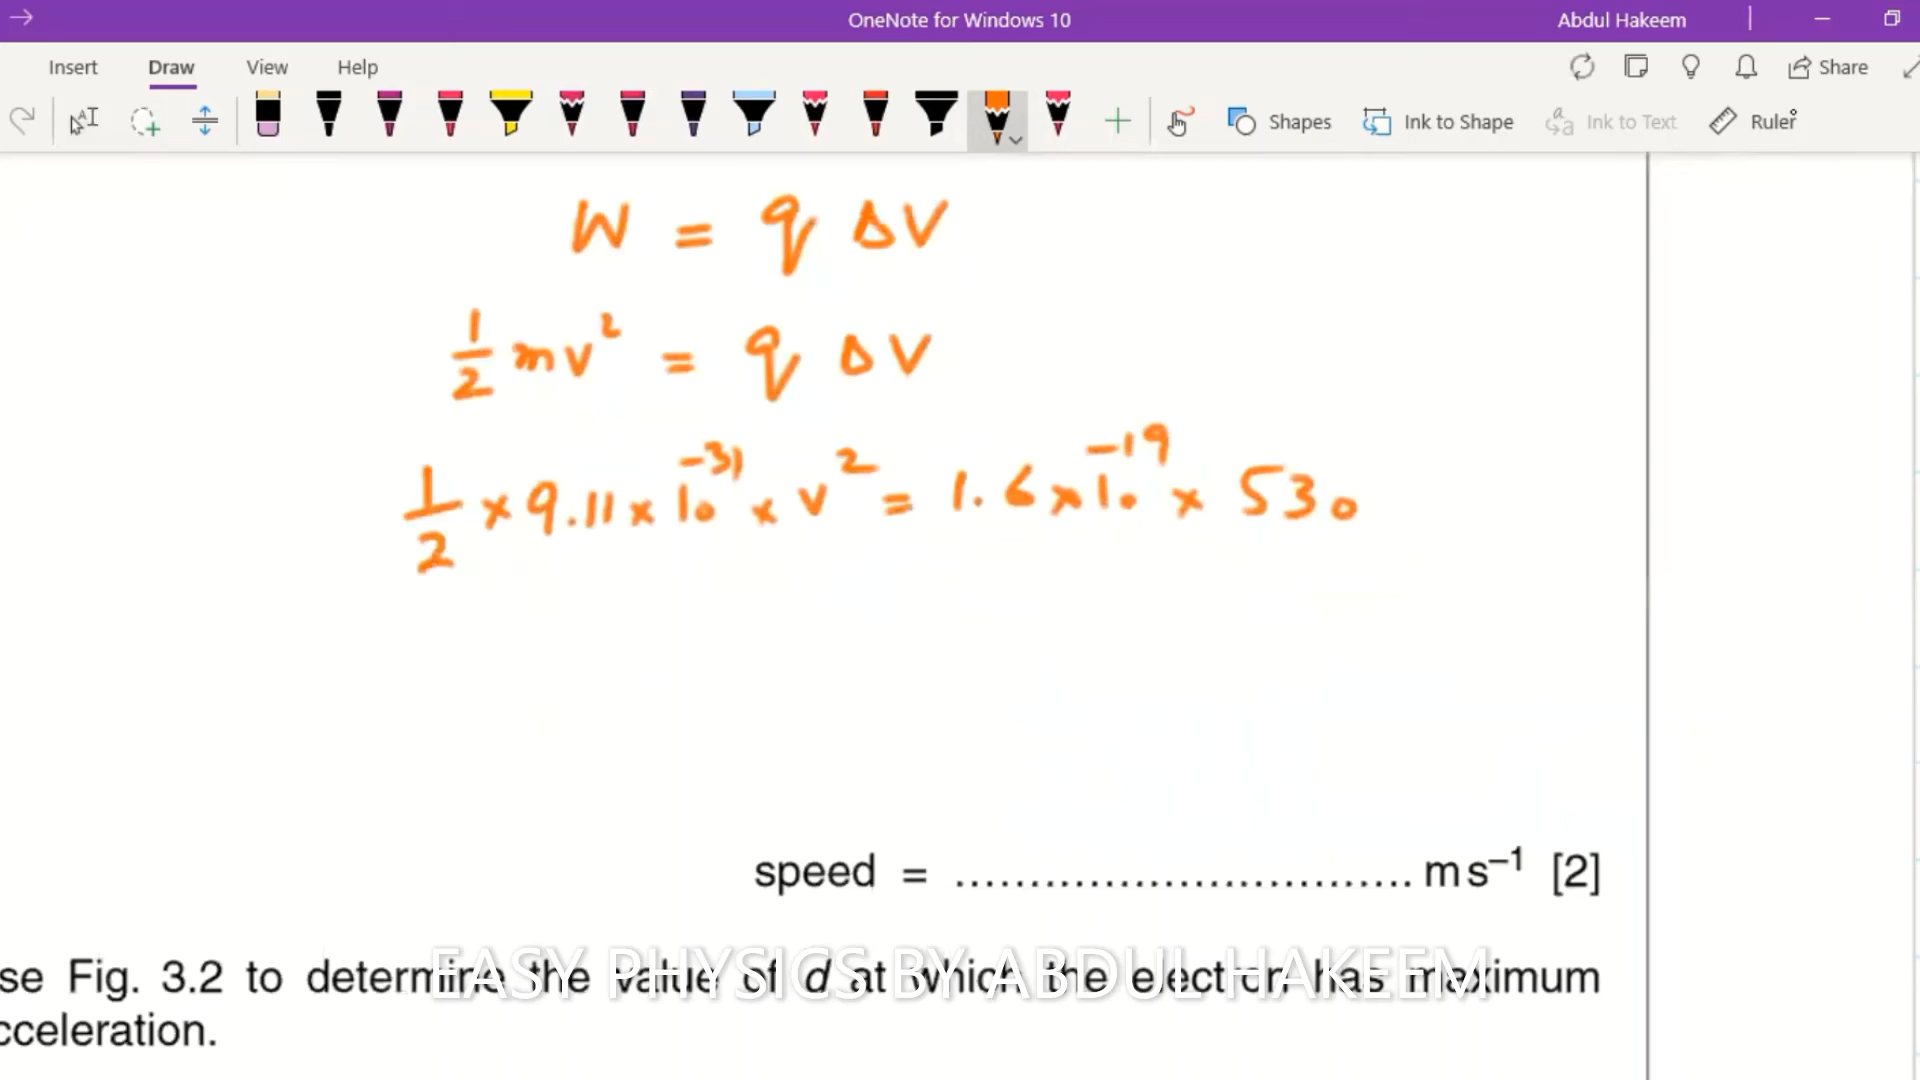 OneNote for Windows 10 Abdul Hakeem
Insert Draw View Help Share
Shapes Ink to Shape Ink to Text Ruler
W = q ΔV
1/2 mv² = q ΔV
1/2 × 9.11 × 10⁻³¹ × v² = 1.6 × 10⁻¹⁹ × 530
speed = ............................... m s⁻¹ [2]
se Fig. 3.2 to determine the value of d at which the electron has maximum
EASY PHYSICS BY ABDUL HAKEEM
cceleration.